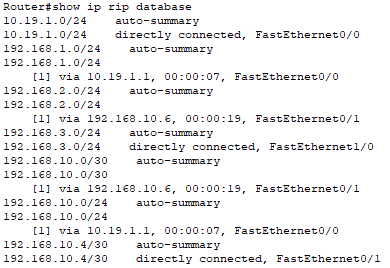 Router#show ip rip database
10.19.1.0/24    auto-summary
10.19.1.0/24    directly connected, FastEthernet0/0
192.168.1.0/24    auto-summary
192.168.1.0/24
    [1] via 10.19.1.1, 00:00:07, FastEthernet0/0
192.168.2.0/24    auto-summary
192.168.2.0/24
    [1] via 192.168.10.6, 00:00:19, FastEthernet0/1
192.168.3.0/24    auto-summary
192.168.3.0/24    directly connected, FastEthernet1/0
192.168.10.0/30    auto-summary
192.168.10.0/30
    [1] via 192.168.10.6, 00:00:19, FastEthernet0/1
192.168.10.0/24    auto-summary
192.168.10.0/24
    [1] via 10.19.1.1, 00:00:07, FastEthernet0/0
192.168.10.4/30    auto-summary
192.168.10.4/30    directly connected, FastEthernet0/1